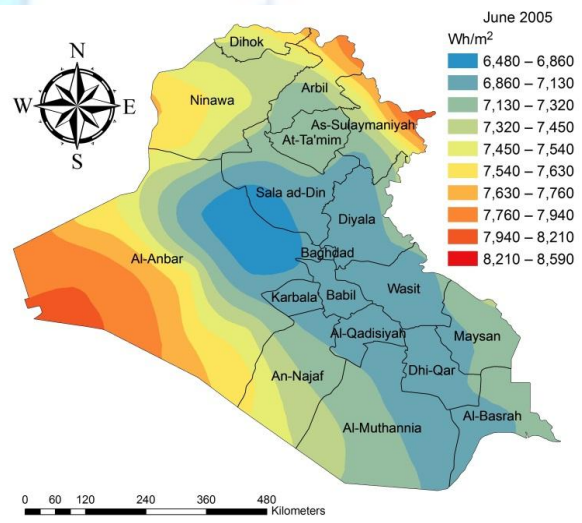 June 2005
Wh/m²
6,480 – 6,860
6,860 – 7,130
7,130 – 7,320
7,320 – 7,450
7,450 – 7,540
7,540 – 7,630
7,630 – 7,760
7,760 – 7,940
7,940 – 8,210
8,210 – 8,590
N
W E
S
Dihok
Ninawa
Arbil
As-Sulaymaniyah
At-Ta'mim
Sala ad-Din
Diyala
Al-Anbar
Baghdad
Karbala
Babil
Wasit
Al-Qadisiyah
Maysan
An-Najaf
Dhi-Qar
Al-Muthannia
Al-Basrah
0 30 60 120 240 360 480
Kilometers